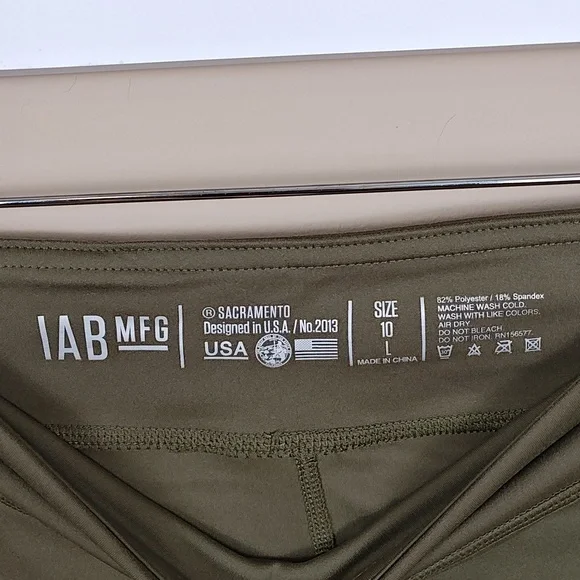 IAB MFG
® SACRAMENTO
Designed in U.S.A. / No.2013
USA
SIZE
10
L
MADE IN CHINA
82% Polyester / 18% Spandex
MACHINE WASH COLD.
WASH WITH LIKE COLORS.
AIR DRY.
DO NOT BLEACH.
DO NOT IRON. RN156577.